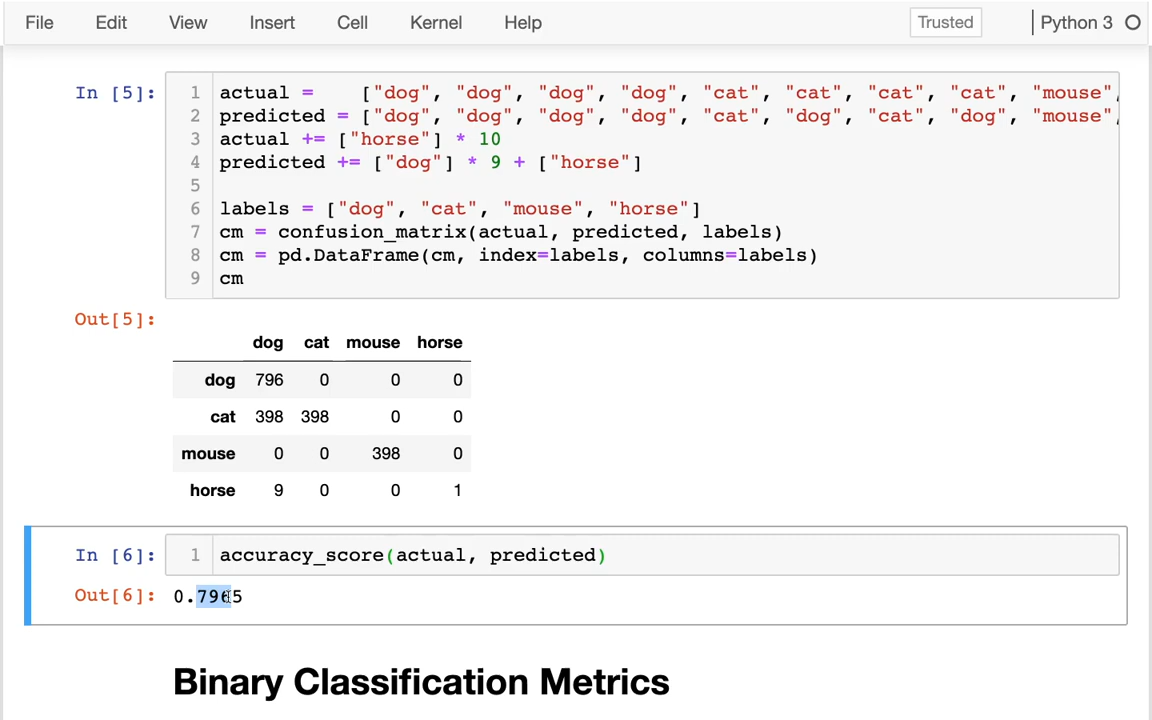 File Edit View Insert Cell Kernel Help Trusted Python 3
In [5]:
1 actual =    ["dog", "dog", "dog", "dog", "cat", "cat", "cat", "cat", "mouse",
2 predicted = ["dog", "dog", "dog", "dog", "cat", "dog", "cat", "dog", "mouse",
3 actual += ["horse"] * 10
4 predicted += ["dog"] * 9 + ["horse"]
5
6 labels = ["dog", "cat", "mouse", "horse"]
7 cm = confusion_matrix(actual, predicted, labels)
8 cm = pd.DataFrame(cm, index=labels, columns=labels)
9 cm
Out[5]:
dog cat mouse horse
dog 796 0 0 0
cat 398 398 0 0
mouse 0 0 398 0
horse 9 0 0 1
In [6]: 1 accuracy_score(actual, predicted)
Out[6]: 0.7965
Binary Classification Metrics